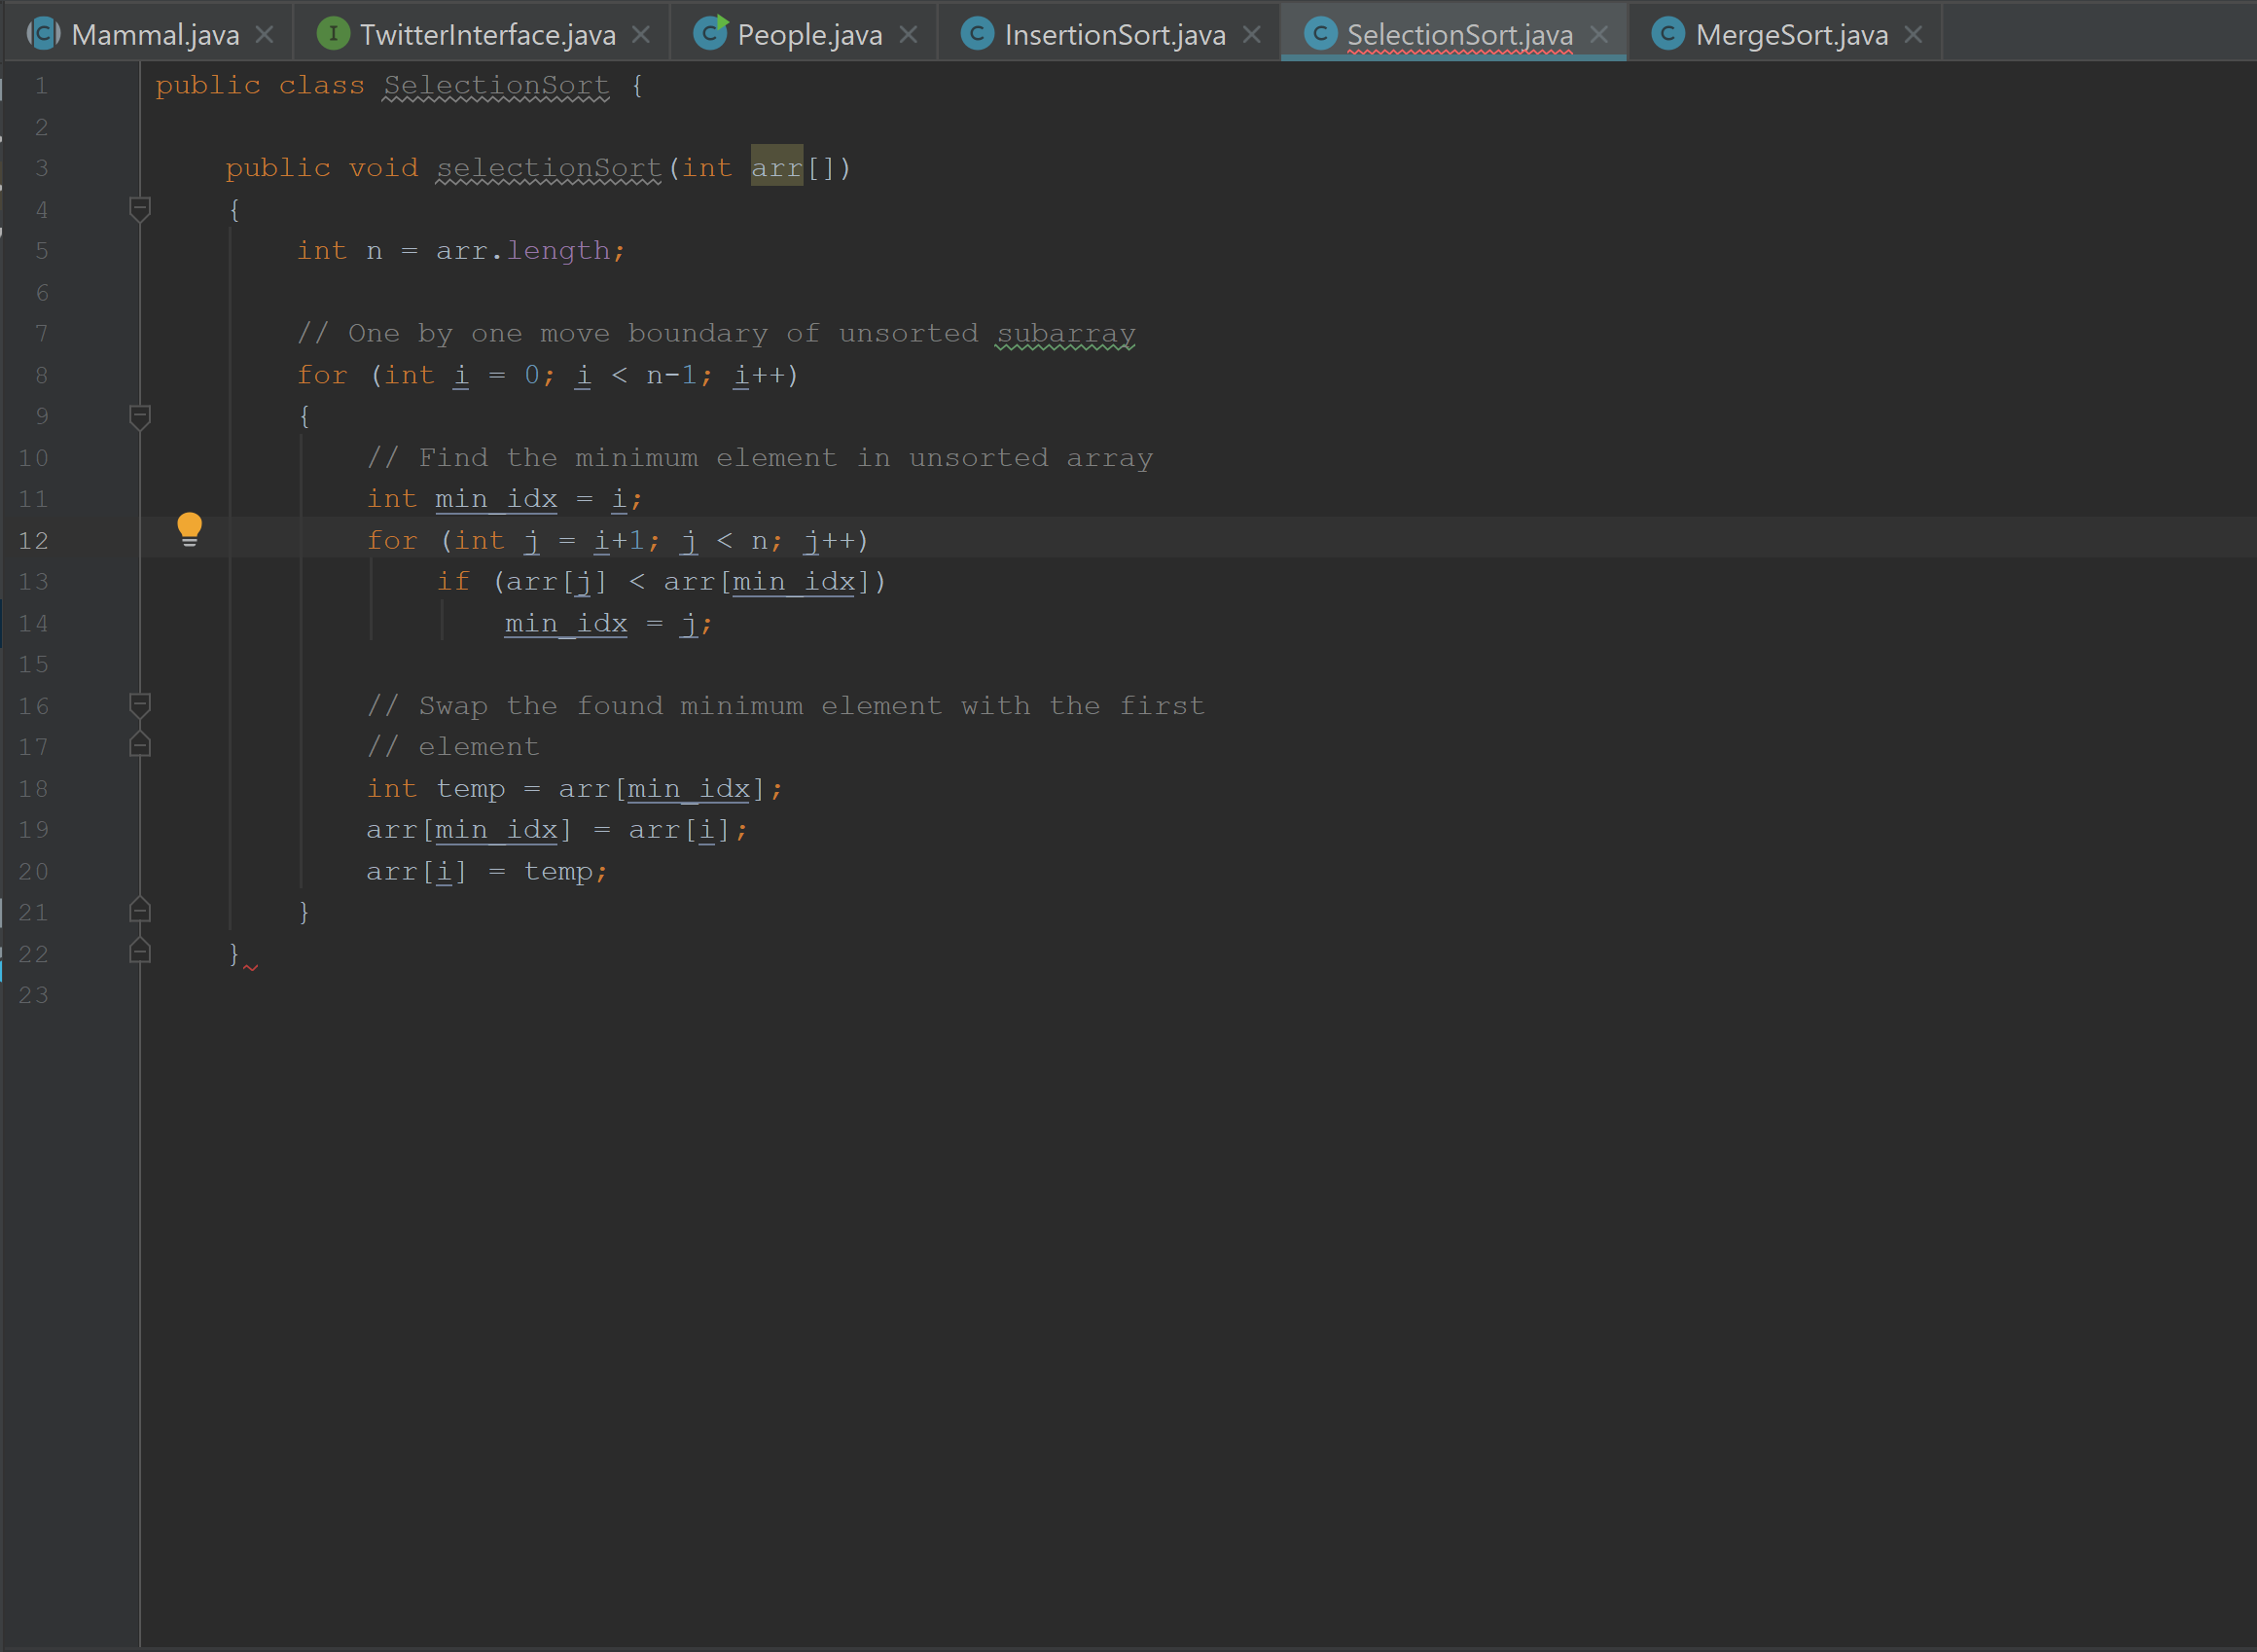 Mammal.java TwitterInterface.java People.java InsertionSort.java SelectionSort.java MergeSort.java
1 public class SelectionSort {
2
3 public void selectionSort(int arr[])
4 {
5 int n = arr.length;
6
7 // One by one move boundary of unsorted subarray
8 for (int i = 0; i < n-1; i++)
9 {
10 // Find the minimum element in unsorted array
11 int min_idx = i;
12 for (int j = i+1; j < n; j++)
13 if (arr[j] < arr[min_idx])
14 min_idx = j;
15
16 // Swap the found minimum element with the first
17 // element
18 int temp = arr[min_idx];
19 arr[min_idx] = arr[i];
20 arr[i] = temp;
21 }
22 }
23